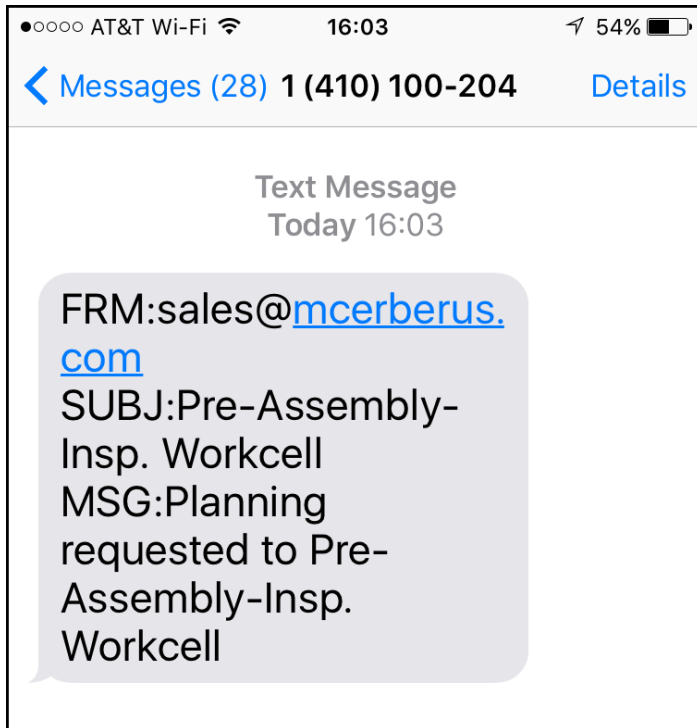 AT&T Wi-Fi 16:03 54%
Messages (28) 1 (410) 100-204 Details
Text Message
Today 16:03
FRM:sales@mcerberus.
com
SUBJ:Pre-Assembly-
Insp. Workcell
MSG:Planning
requested to Pre-
Assembly-Insp.
Workcell